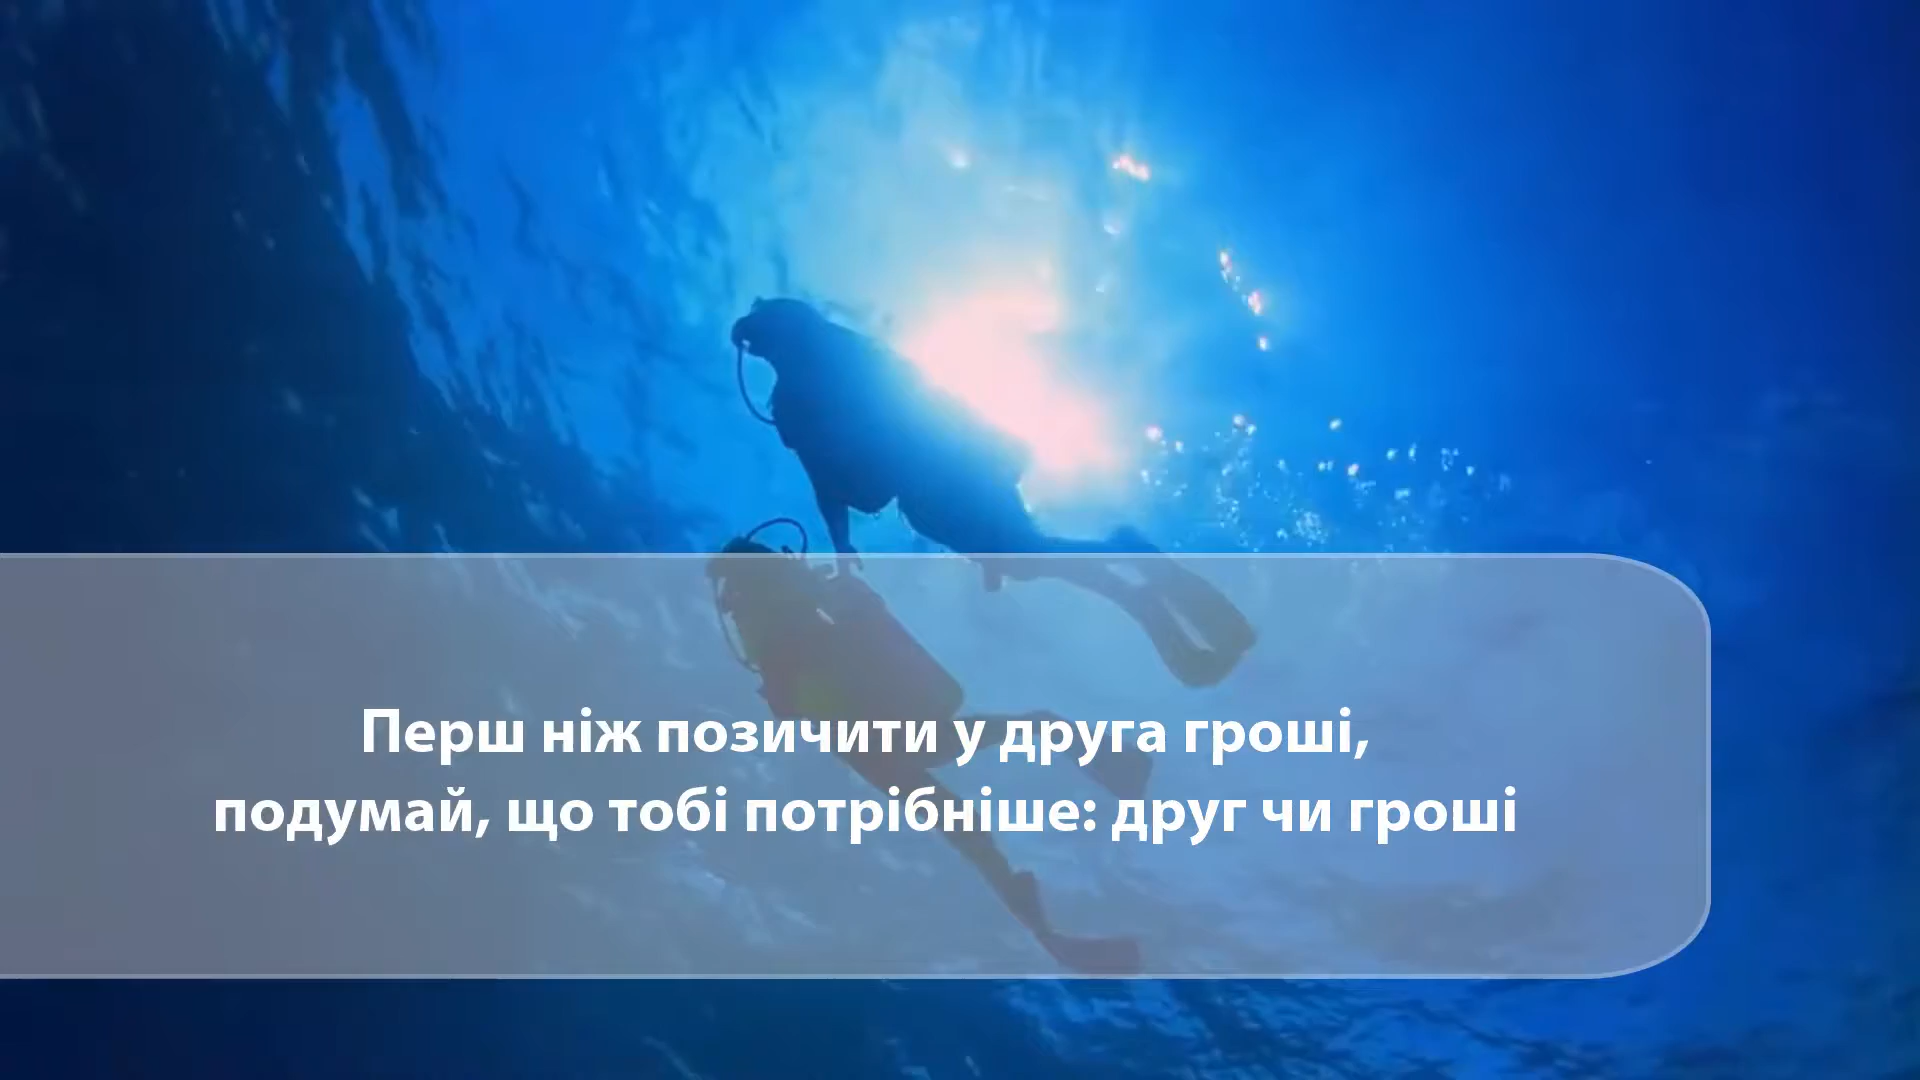 Перш ніж позичити у друга гроші,
подумай, що тобі потрібніше: друг чи гроші